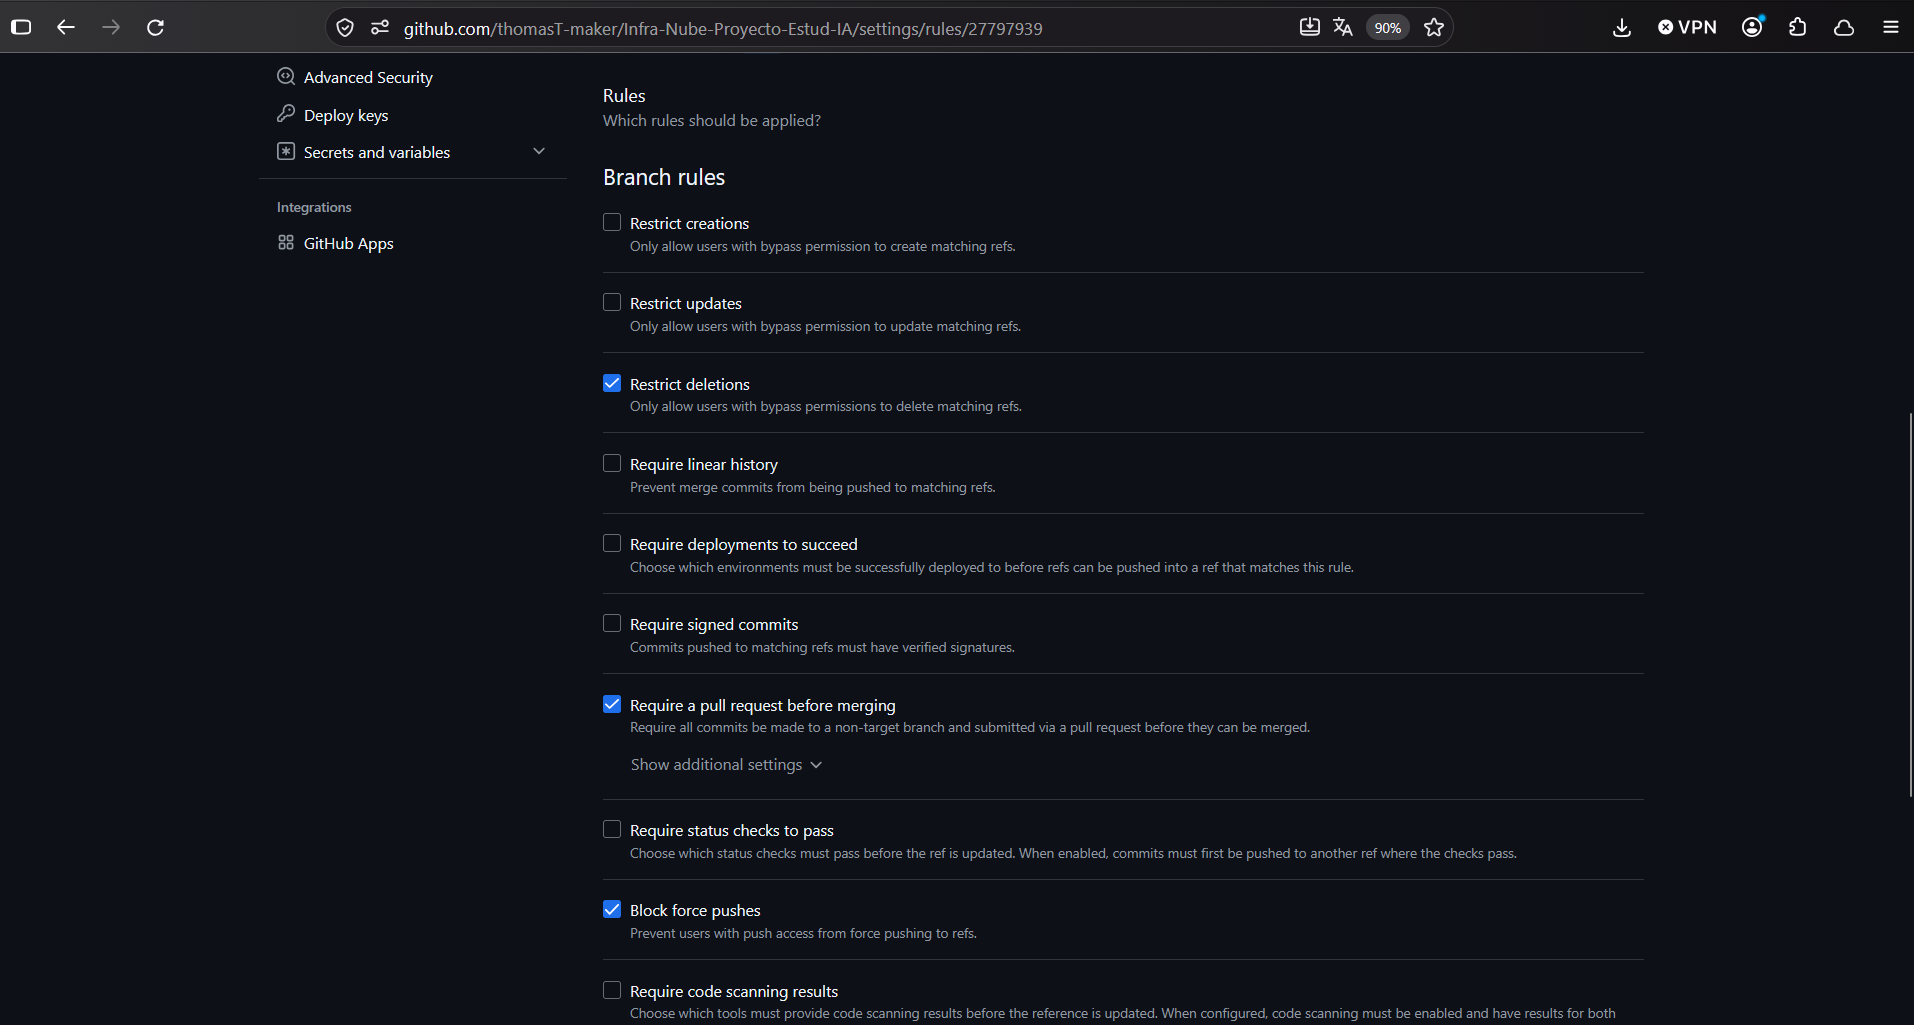 github.com/thomasT-maker/Infra-Nube-Proyecto-Estud-IA/settings/rules/27797939
90%
VPN
Advanced Security
Deploy keys
Secrets and variables
Integrations
GitHub Apps
Rules
Which rules should be applied?
Branch rules
Restrict creations
Only allow users with bypass permission to create matching refs.
Restrict updates
Only allow users with bypass permission to update matching refs.
Restrict deletions
Only allow users with bypass permissions to delete matching refs.
Require linear history
Prevent merge commits from being pushed to matching refs.
Require deployments to succeed
Choose which environments must be successfully deployed to before refs can be pushed into a ref that matches this rule.
Require signed commits
Commits pushed to matching refs must have verified signatures.
Require a pull request before merging
Require all commits be made to a non-target branch and submitted via a pull request before they can be merged.
Show additional settings
Require status checks to pass
Choose which status checks must pass before the ref is updated. When enabled, commits must first be pushed to another ref where the checks pass.
Block force pushes
Prevent users with push access from force pushing to refs.
Require code scanning results
Choose which tools must provide code scanning results before the reference is updated. When configured, code scanning must be enabled and have results for both